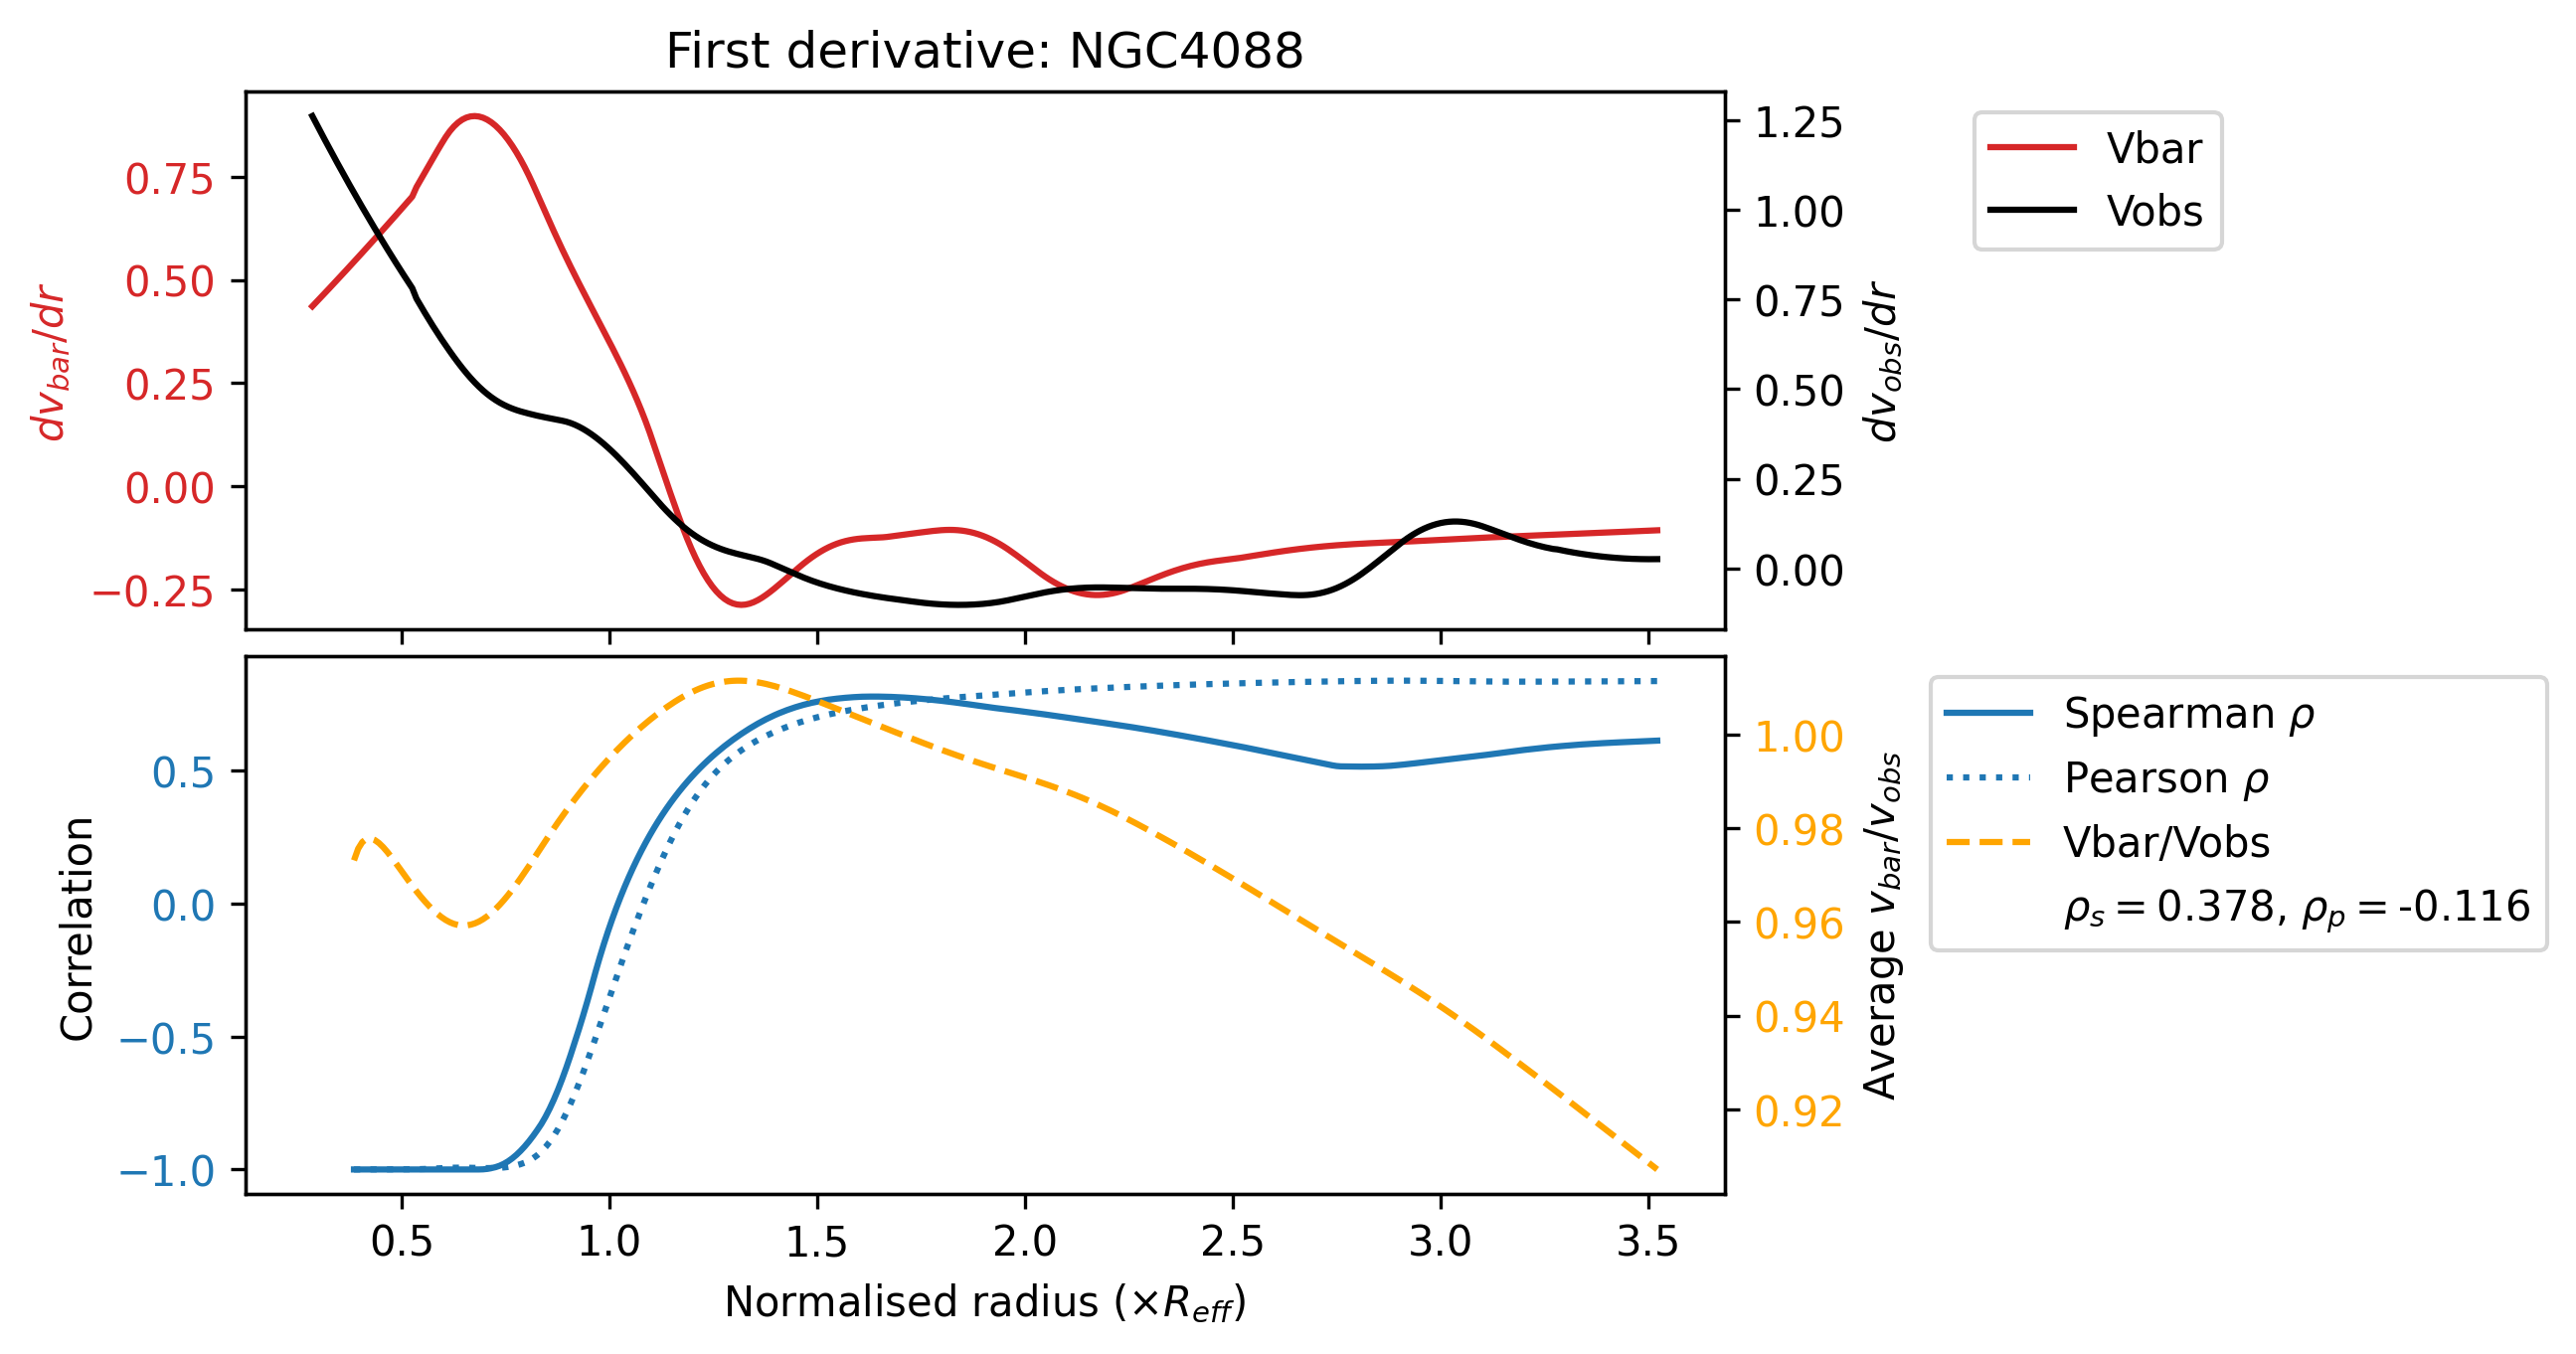 First derivative: NGC4088
dv_bar/dr
0.75
0.50
0.25
0.00
−0.25
1.25
1.00
0.75
0.50
0.25
0.00
dv_obs/dr
Vbar
Vobs
Correlation
0.5
0.0
−0.5
−1.0
1.00
0.98
0.96
0.94
0.92
Average v_bar/v_obs
Spearman ρ
Pearson ρ
Vbar/Vobs
ρ_s = 0.378, ρ_p = -0.116
0.5 1.0 1.5 2.0 2.5 3.0 3.5
Normalised radius (×R_eff)